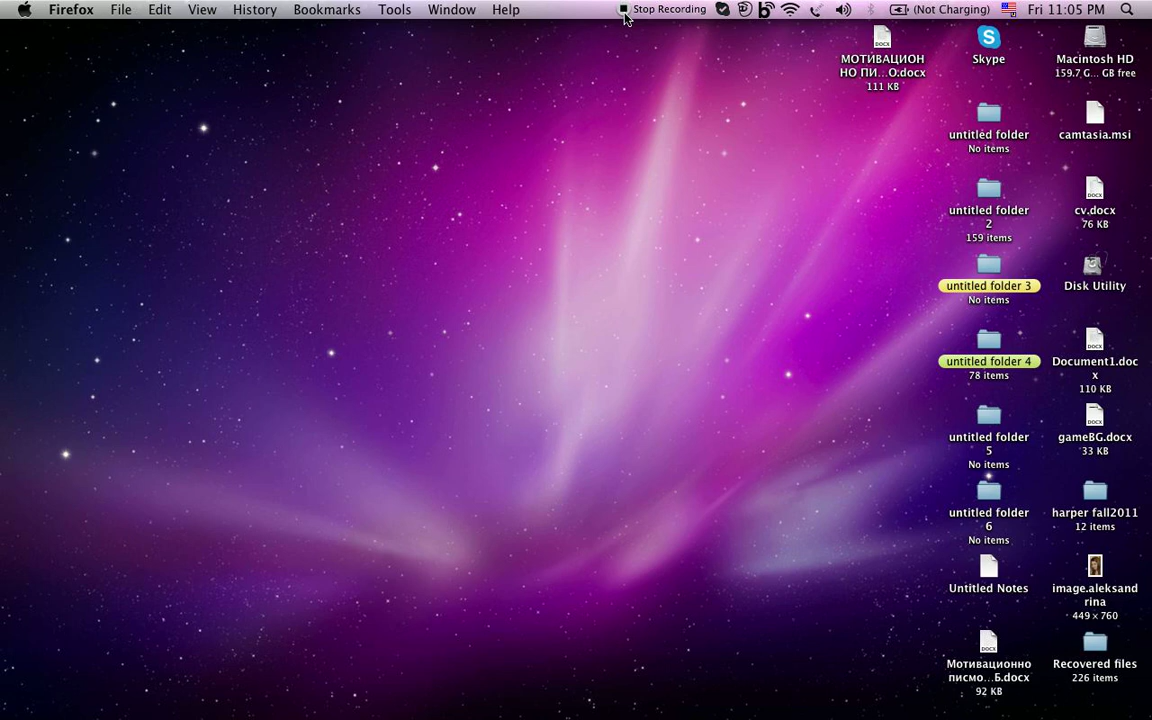 Firefox File Edit View History Bookmarks Tools Window Help Stop Recording (Not Charging) Fri 11:05 PM
МОТИВАЦИОН
НО ПИ...О.docx
111 KB
Skype
Macintosh HD
159.7 G... GB free
untitled folder
No items
camtasia.msi
untitled folder
2
159 items
cv.docx
76 KB
untitled folder 3
No items
Disk Utility
untitled folder 4
78 items
Document1.doc
x
110 KB
untitled folder
5
No items
gameBG.docx
33 KB
untitled folder
6
No items
harper fall2011
12 items
Untitled Notes
image.aleksand
rina
449 × 760
Мотивационно
писмо...Б.docx
92 KB
Recovered files
226 items
DOCX
DOCX
DOCX
DOCX
DOCX